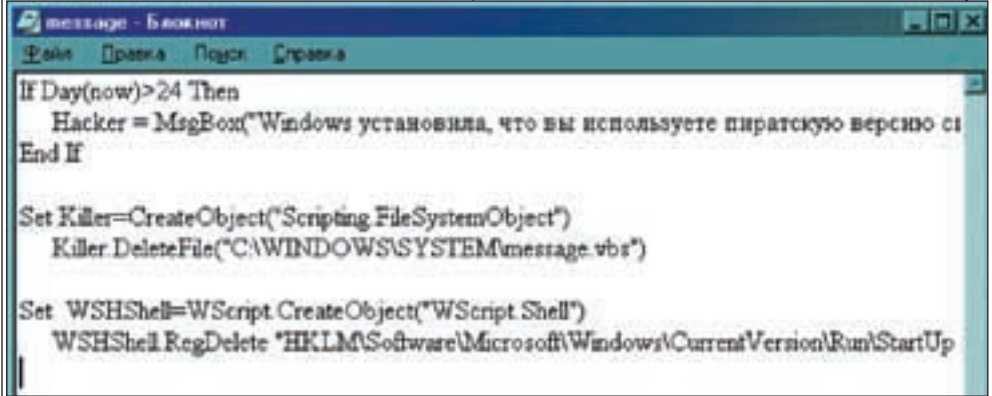 message - Блокнот
Файл Правка Поиск Справка
If Day(now)>24 Then
Hacker = MsgBox("Windows установила, что вы используете пиратскую версию
End If
Set Killer=CreateObject("Scripting.FileSystemObject")
Killer.DeleteFile("C:\WINDOWS\SYSTEM\message.vbs")
Set WSHShell=WScript.CreateObject("WScript.Shell")
WSHShell.RegDelete "HKLM\Software\Microsoft\Windows\CurrentVersion\Run\StartUp